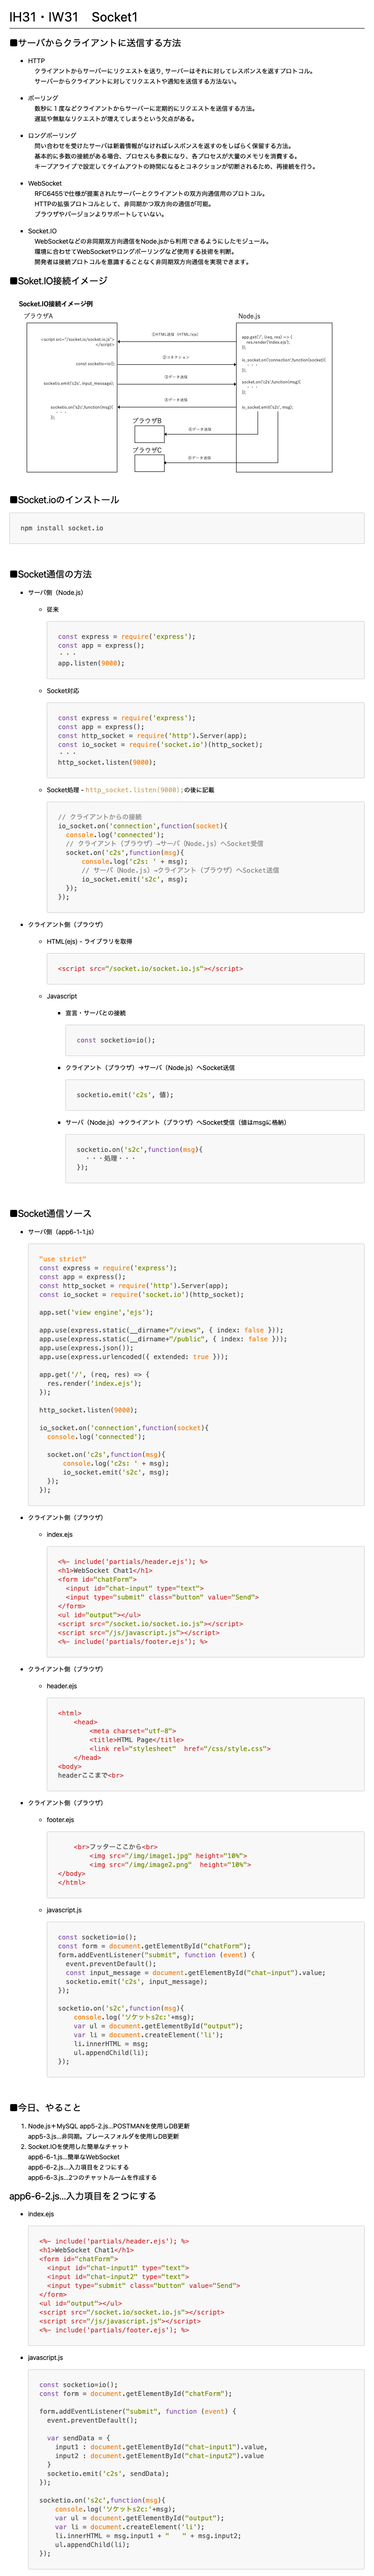 IH31・IW31　Socket1
■サーバからクライアントに送信する方法
• HTTP
クライアントからサーバーにリクエストを送り, サーバーはそれに対してレスポンスを返すプロトコル。
サーバーからクライアントに対してリクエストや通知を送信する方法ない。
• ポーリング
数秒に１度などクライアントからサーバーに定期的にリクエストを送信する方法。
遅延や無駄なリクエストが増えてしまうという欠点がある。
• ロングポーリング
問い合わせを受けたサーバは新着情報がなければレスポンスを返すのをしばらく保留する方法。
基本的に多数の接続がある場合、プロセスも多数になり、各プロセスが大量のメモリを消費する。
キープアライブで設定してタイムアウトの時間になるとコネクションが切断されるため、再接続を行う。
• WebSocket
RFC6455で仕様が提案されたサーバーとクライアントの双方向通信用のプロトコル。
HTTPの拡張プロトコルとして、非同期かつ双方向の通信が可能。
ブラウザやバージョンよりサポートしていない。
• Socket.IO
WebSocketなどの非同期双方向通信をNode.jsから利用できるようにしたモジュール。
環境に合わせてWebSocketやロングポーリングなど使用する技術を判断。
開発者は接続プロトコルを意識することなく非同期双方向通信を実現できます。
■Soket.IO接続イメージ
Socket.IO接続イメージ例
ブラウザA
Node.js
<script src="/socket.io/socket.io.js">
</script>
①HTML送信（HTML/ejs）
app.get('/', (req, res) => {
res.render('index.ejs');
});
const socketio=io();
②コネクション
io_socket.on('connection',function(socket){
・・・
});
socketio.emit('c2s', input_message);
③データ送信
socket.on('c2s',function(msg){
・・・
});
socketio.on('s2c',function(msg){
・・・
});
④データ送信
io_socket.emit('s2c', msg);
ブラウザB
④データ送信
ブラウザC
④データ送信
■Socket.ioのインストール
npm install socket.io
■Socket通信の方法
• サーバ側（Node.js）
◦ 従来
const express = require('express');
const app = express();
・・・
app.listen(9000);
◦ Socket対応
const express = require('express');
const app = express();
const http_socket = require('http').Server(app);
const io_socket = require('socket.io')(http_socket);
・・・
http_socket.listen(9000);
◦ Socket処理 - http_socket.listen(9000);の後に記載
// クライアントからの接続
io_socket.on('connection',function(socket){
console.log('connected');
// クライアント（ブラウザ）→サーバ（Node.js）へSocket受信
socket.on('c2s',function(msg){
console.log('c2s: ' + msg);
// サーバ（Node.js）→クライアント（ブラウザ）へSocket送信
io_socket.emit('s2c', msg);
});
});
• クライアント側（ブラウザ）
◦ HTML(ejs) - ライブラリを取得
<script src="/socket.io/socket.io.js"></script>
◦ Javascript
▪ 宣言・サーバとの接続
const socketio=io();
▪ クライアント（ブラウザ）→サーバ（Node.js）へSocket送信
socketio.emit('c2s', 値);
▪ サーバ（Node.js）→クライアント（ブラウザ）へSocket受信（値はmsgに格納）
socketio.on('s2c',function(msg){
・・・処理・・・
});
■Socket通信ソース
• サーバ側（app6-1-1.js）
"use strict"
const express = require('express');
const app = express();
const http_socket = require('http').Server(app);
const io_socket = require('socket.io')(http_socket);
app.set('view engine','ejs');
app.use(express.static(__dirname+"/views", { index: false }));
app.use(express.static(__dirname+"/public", { index: false }));
app.use(express.json());
app.use(express.urlencoded({ extended: true }));
app.get('/', (req, res) => {
res.render('index.ejs');
});
http_socket.listen(9000);
io_socket.on('connection',function(socket){
console.log('connected');
socket.on('c2s',function(msg){
console.log('c2s: ' + msg);
io_socket.emit('s2c', msg);
});
});
• クライアント側（ブラウザ）
◦ index.ejs
<%- include('partials/header.ejs'); %>
<h1>WebSocket Chat1</h1>
<form id="chatForm">
<input id="chat-input" type="text">
<input type="submit" class="button" value="Send">
</form>
<ul id="output"></ul>
<script src="/socket.io/socket.io.js"></script>
<script src="/js/javascript.js"></script>
<%- include('partials/footer.ejs'); %>
• クライアント側（ブラウザ）
◦ header.ejs
<html>
<head>
<meta charset="utf-8">
<title>HTML Page</title>
<link rel="stylesheet"  href="/css/style.css">
</head>
<body>
headerここまで<br>
• クライアント側（ブラウザ）
◦ footer.ejs
<br>フッターここから<br>
<img src="/img/image1.jpg" height="10%">
<img src="/img/image2.png"  height="10%">
</body>
</html>
◦ javascript.js
const socketio=io();
const form = document.getElementById("chatForm");
form.addEventListener("submit", function (event) {
event.preventDefault();
const input_message = document.getElementById("chat-input").value;
socketio.emit('c2s', input_message);
});
socketio.on('s2c',function(msg){
console.log('ソケットs2c:'+msg);
var ul = document.getElementById("output");
var li = document.createElement('li');
li.innerHTML = msg;
ul.appendChild(li);
});
■今日、やること
1. Node.js＋MySQL app5-2.js...POSTMANを使用しDB更新
app5-3.js...非同期。プレースフォルダを使用しDB更新
2. Socket.IOを使用した簡単なチャット
app6-6-1.js...簡単なWebSocket
app6-6-2.js...入力項目を２つにする
app6-6-3.js...2つのチャットルームを作成する
app6-6-2.js...入力項目を２つにする
• index.ejs
<%- include('partials/header.ejs'); %>
<h1>WebSocket Chat1</h1>
<form id="chatForm">
<input id="chat-input1" type="text">
<input id="chat-input2" type="text">
<input type="submit" class="button" value="Send">
</form>
<ul id="output"></ul>
<script src="/socket.io/socket.io.js"></script>
<script src="/js/javascript.js"></script>
<%- include('partials/footer.ejs'); %>
• javascript.js
const socketio=io();
const form = document.getElementById("chatForm");
form.addEventListener("submit", function (event) {
event.preventDefault();
var sendData = {
input1 : document.getElementById("chat-input1").value,
input2 : document.getElementById("chat-input2").value
}
socketio.emit('c2s', sendData);
});
socketio.on('s2c',function(msg){
console.log('ソケットs2c:'+msg);
var ul = document.getElementById("output");
var li = document.createElement('li');
li.innerHTML = msg.input1 + "　　" + msg.input2;
ul.appendChild(li);
});